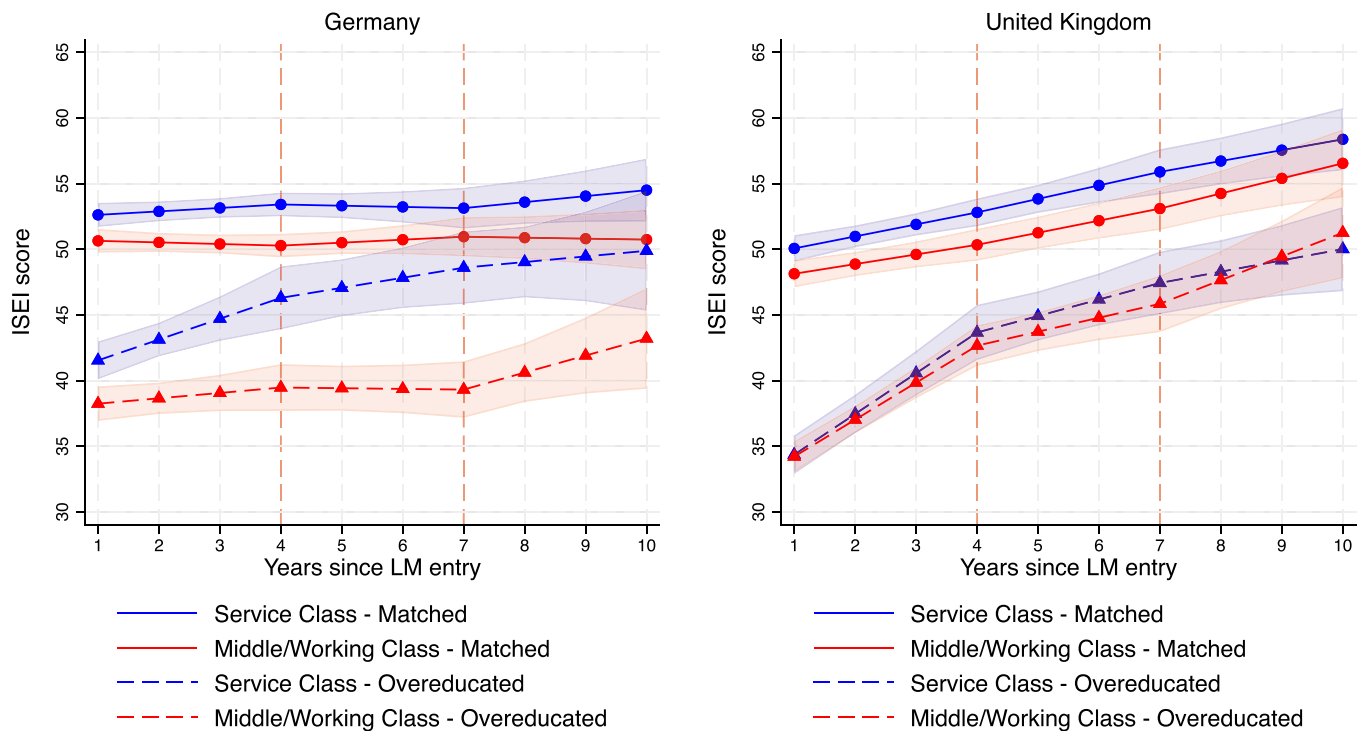 Germany
ISEI score
65
60
55
50
45
40
35
30
1 2 3 4 5 6 7 8 9 10
Years since LM entry
Service Class - Matched
Middle/Working Class - Matched
Service Class - Overeducated
Middle/Working Class - Overeducated
United Kingdom
ISEI score
65
60
55
50
45
40
35
30
1 2 3 4 5 6 7 8 9 10
Years since LM entry
Service Class - Matched
Middle/Working Class - Matched
Service Class - Overeducated
Middle/Working Class - Overeducated